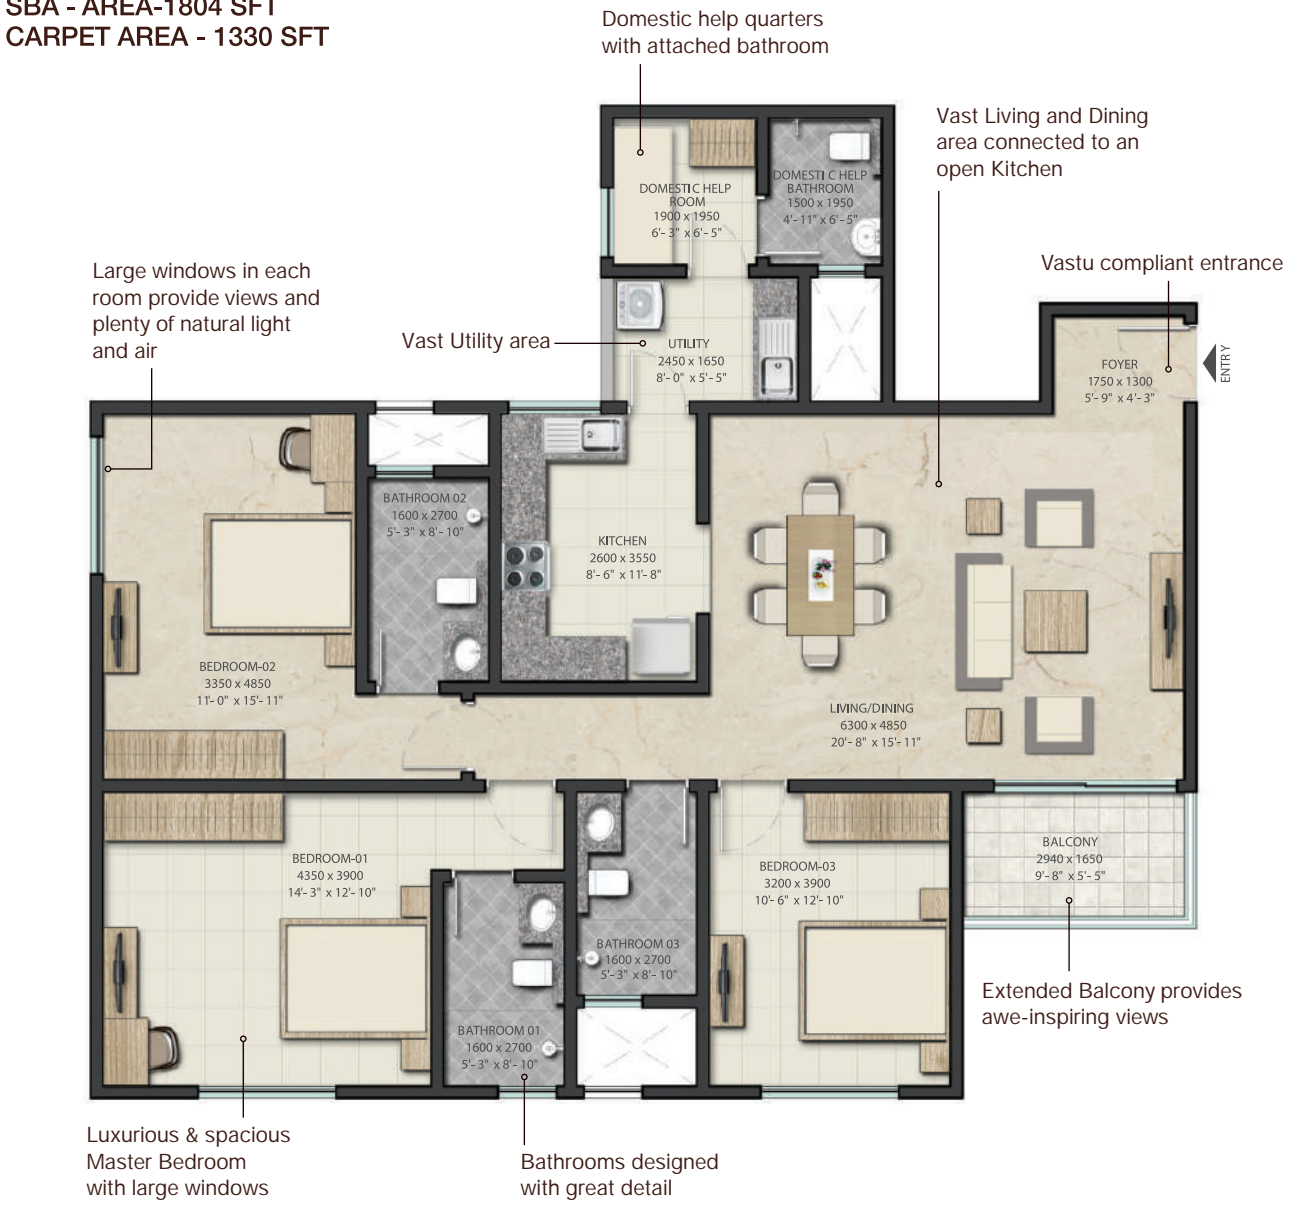 SBA - AREA-1804 SFT
CARPET AREA - 1330 SFT
Domestic help quarters
with attached bathroom
Vast Living and Dining
area connected to an
open Kitchen
Vastu compliant entrance
Large windows in each
room provide views and
plenty of natural light
and air
Vast Utility area
DOMESTIC HELP
ROOM
1900 x 1950
6'- 3" x 6'- 5"
DOMESTIC HELP
BATHROOM
1500 x 1950
4'- 11" x 6'- 5"
UTILITY
2450 x 1650
8'- 0" x 5'- 5"
FOYER
1750 x 1300
5'- 9" x 4'- 3"
ENTRY
BATHROOM 02
1600 x 2700
5'- 3" x 8'- 10"
KITCHEN
2600 x 3550
8'- 6" x 11'- 8"
BEDROOM-02
3350 x 4850
11'- 0" x 15'- 11"
LIVING/DINING
6300 x 4850
20'- 8" x 15'- 11"
BEDROOM-01
4350 x 3900
14'- 3" x 12'- 10"
BATHROOM 03
1600 x 2700
5'- 3" x 8'- 10"
BEDROOM-03
3200 x 3900
10'- 6" x 12'- 10"
BALCONY
2940 x 1650
9'- 8" x 5'- 5"
BATHROOM 01
1600 x 2700
5'- 3" x 8'- 10"
Extended Balcony provides
awe-inspiring views
Luxurious & spacious
Master Bedroom
with large windows
Bathrooms designed
with great detail